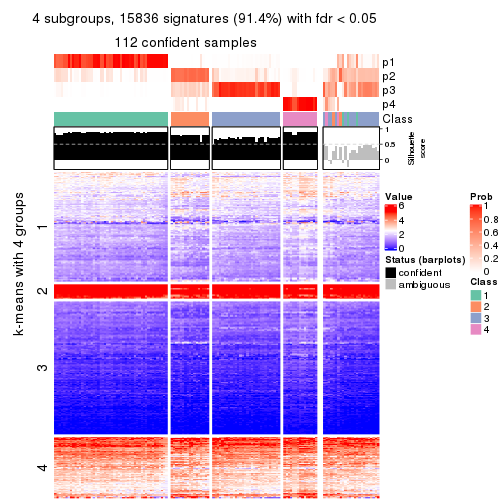 4 subgroups, 15836 signatures (91.4%) with fdr < 0.05
112 confident samples
p1
p2
p3
p4
Class
1
0.5
0
Silhouette
score
k-means with 4 groups
1
2
3
4
Value
6
4
2
0
Status (barplots)
confident
ambiguous
Prob
1
0.8
0.6
0.4
0.2
0
Class
1
2
3
4